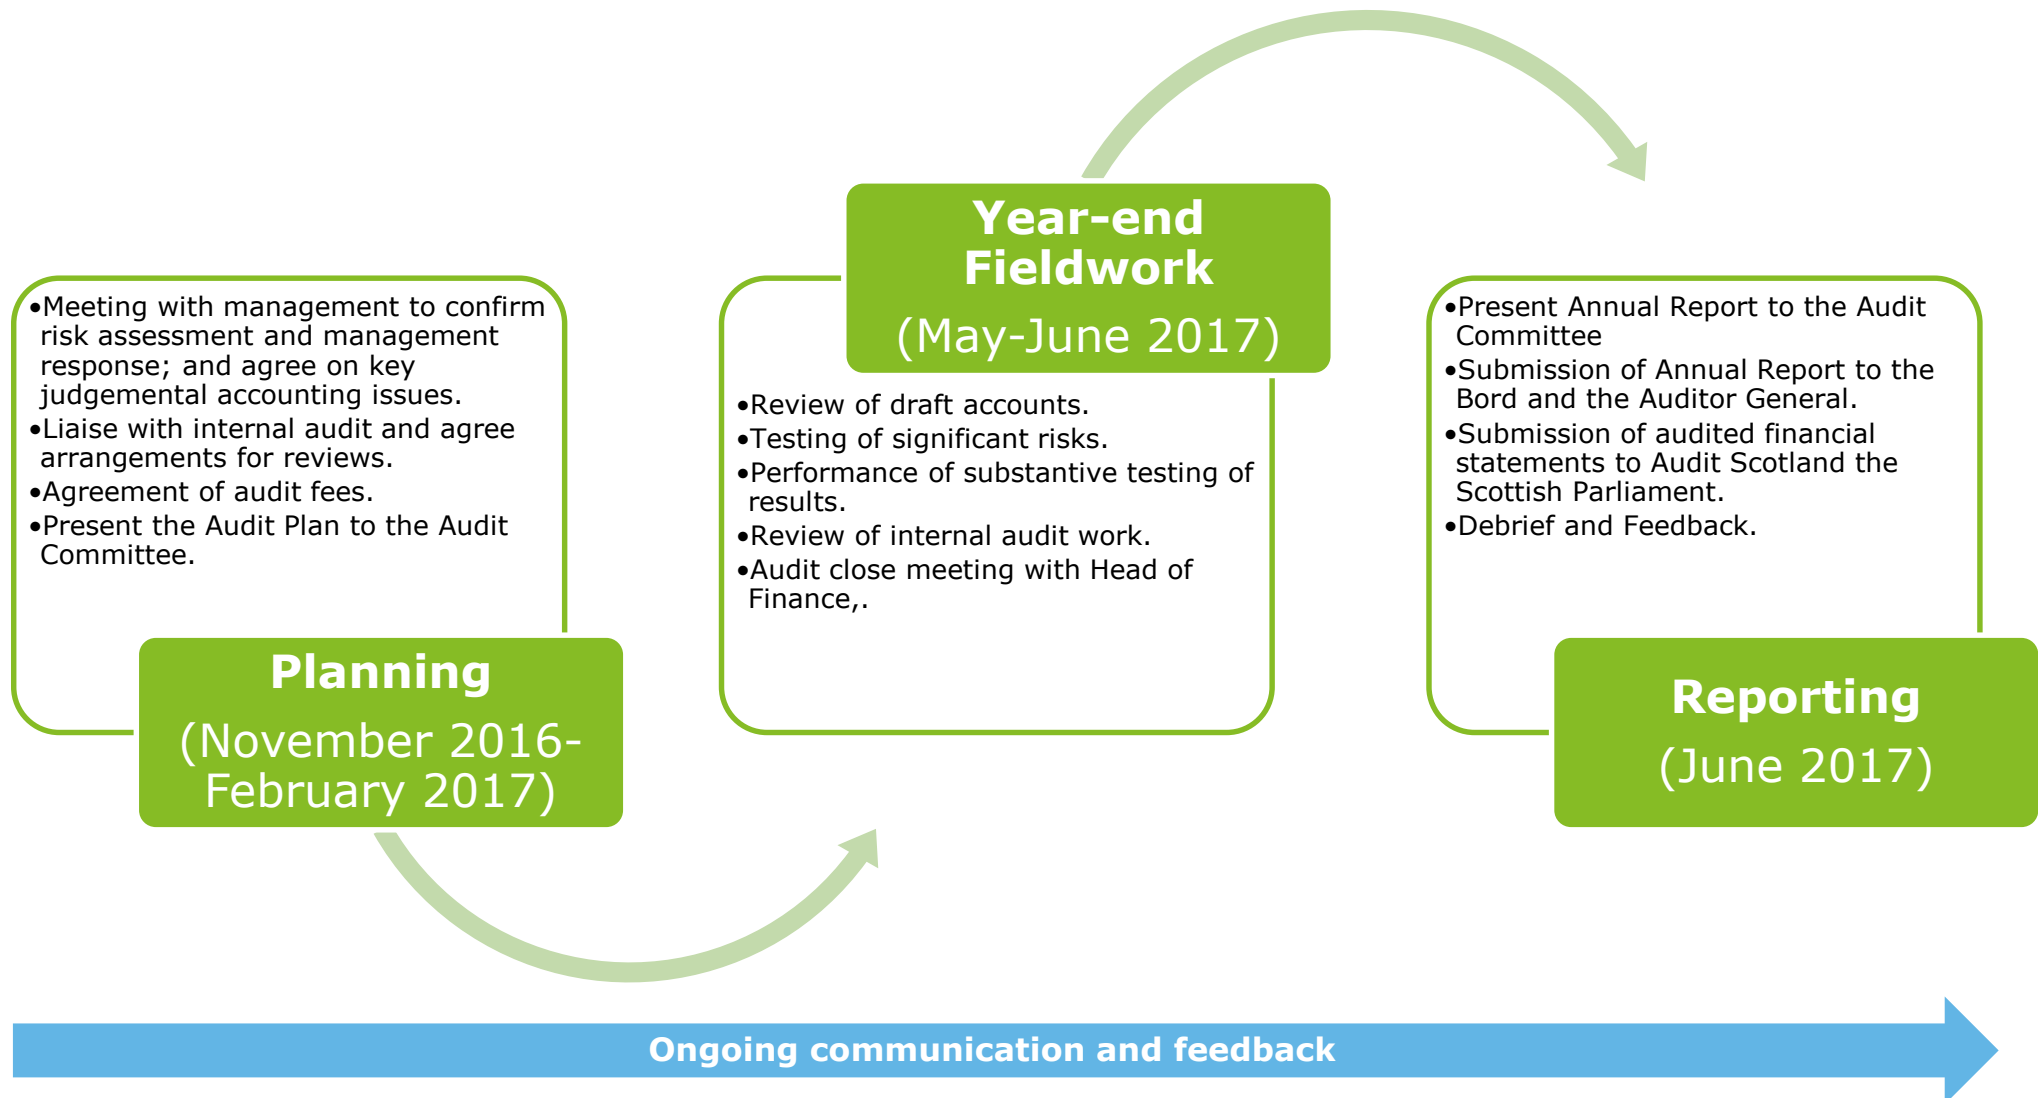 •Meeting with management to confirm
risk assessment and management
response; and agree on key
judgemental accounting issues.
•Liaise with internal audit and agree
arrangements for reviews.
•Agreement of audit fees.
•Present the Audit Plan to the Audit
Committee.
Planning
(November 2016-
February 2017)
Year-end
Fieldwork
(May-June 2017)
•Review of draft accounts.
•Testing of significant risks.
•Performance of substantive testing of
results.
•Review of internal audit work.
•Audit close meeting with Head of
Finance,.
•Present Annual Report to the Audit
Committee
•Submission of Annual Report to the
Bord and the Auditor General.
•Submission of audited financial
statements to Audit Scotland the
Scottish Parliament.
•Debrief and Feedback.
Reporting
(June 2017)
Ongoing communication and feedback